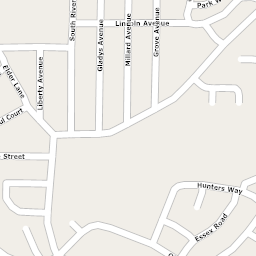 Park W
Lincoln Avenue
South River
Gladys Avenue
Millard Avenue
Grove Avenue
Elder Lane
Liberty Avenue
ul Court
Street
Hunters Way
Essex Road